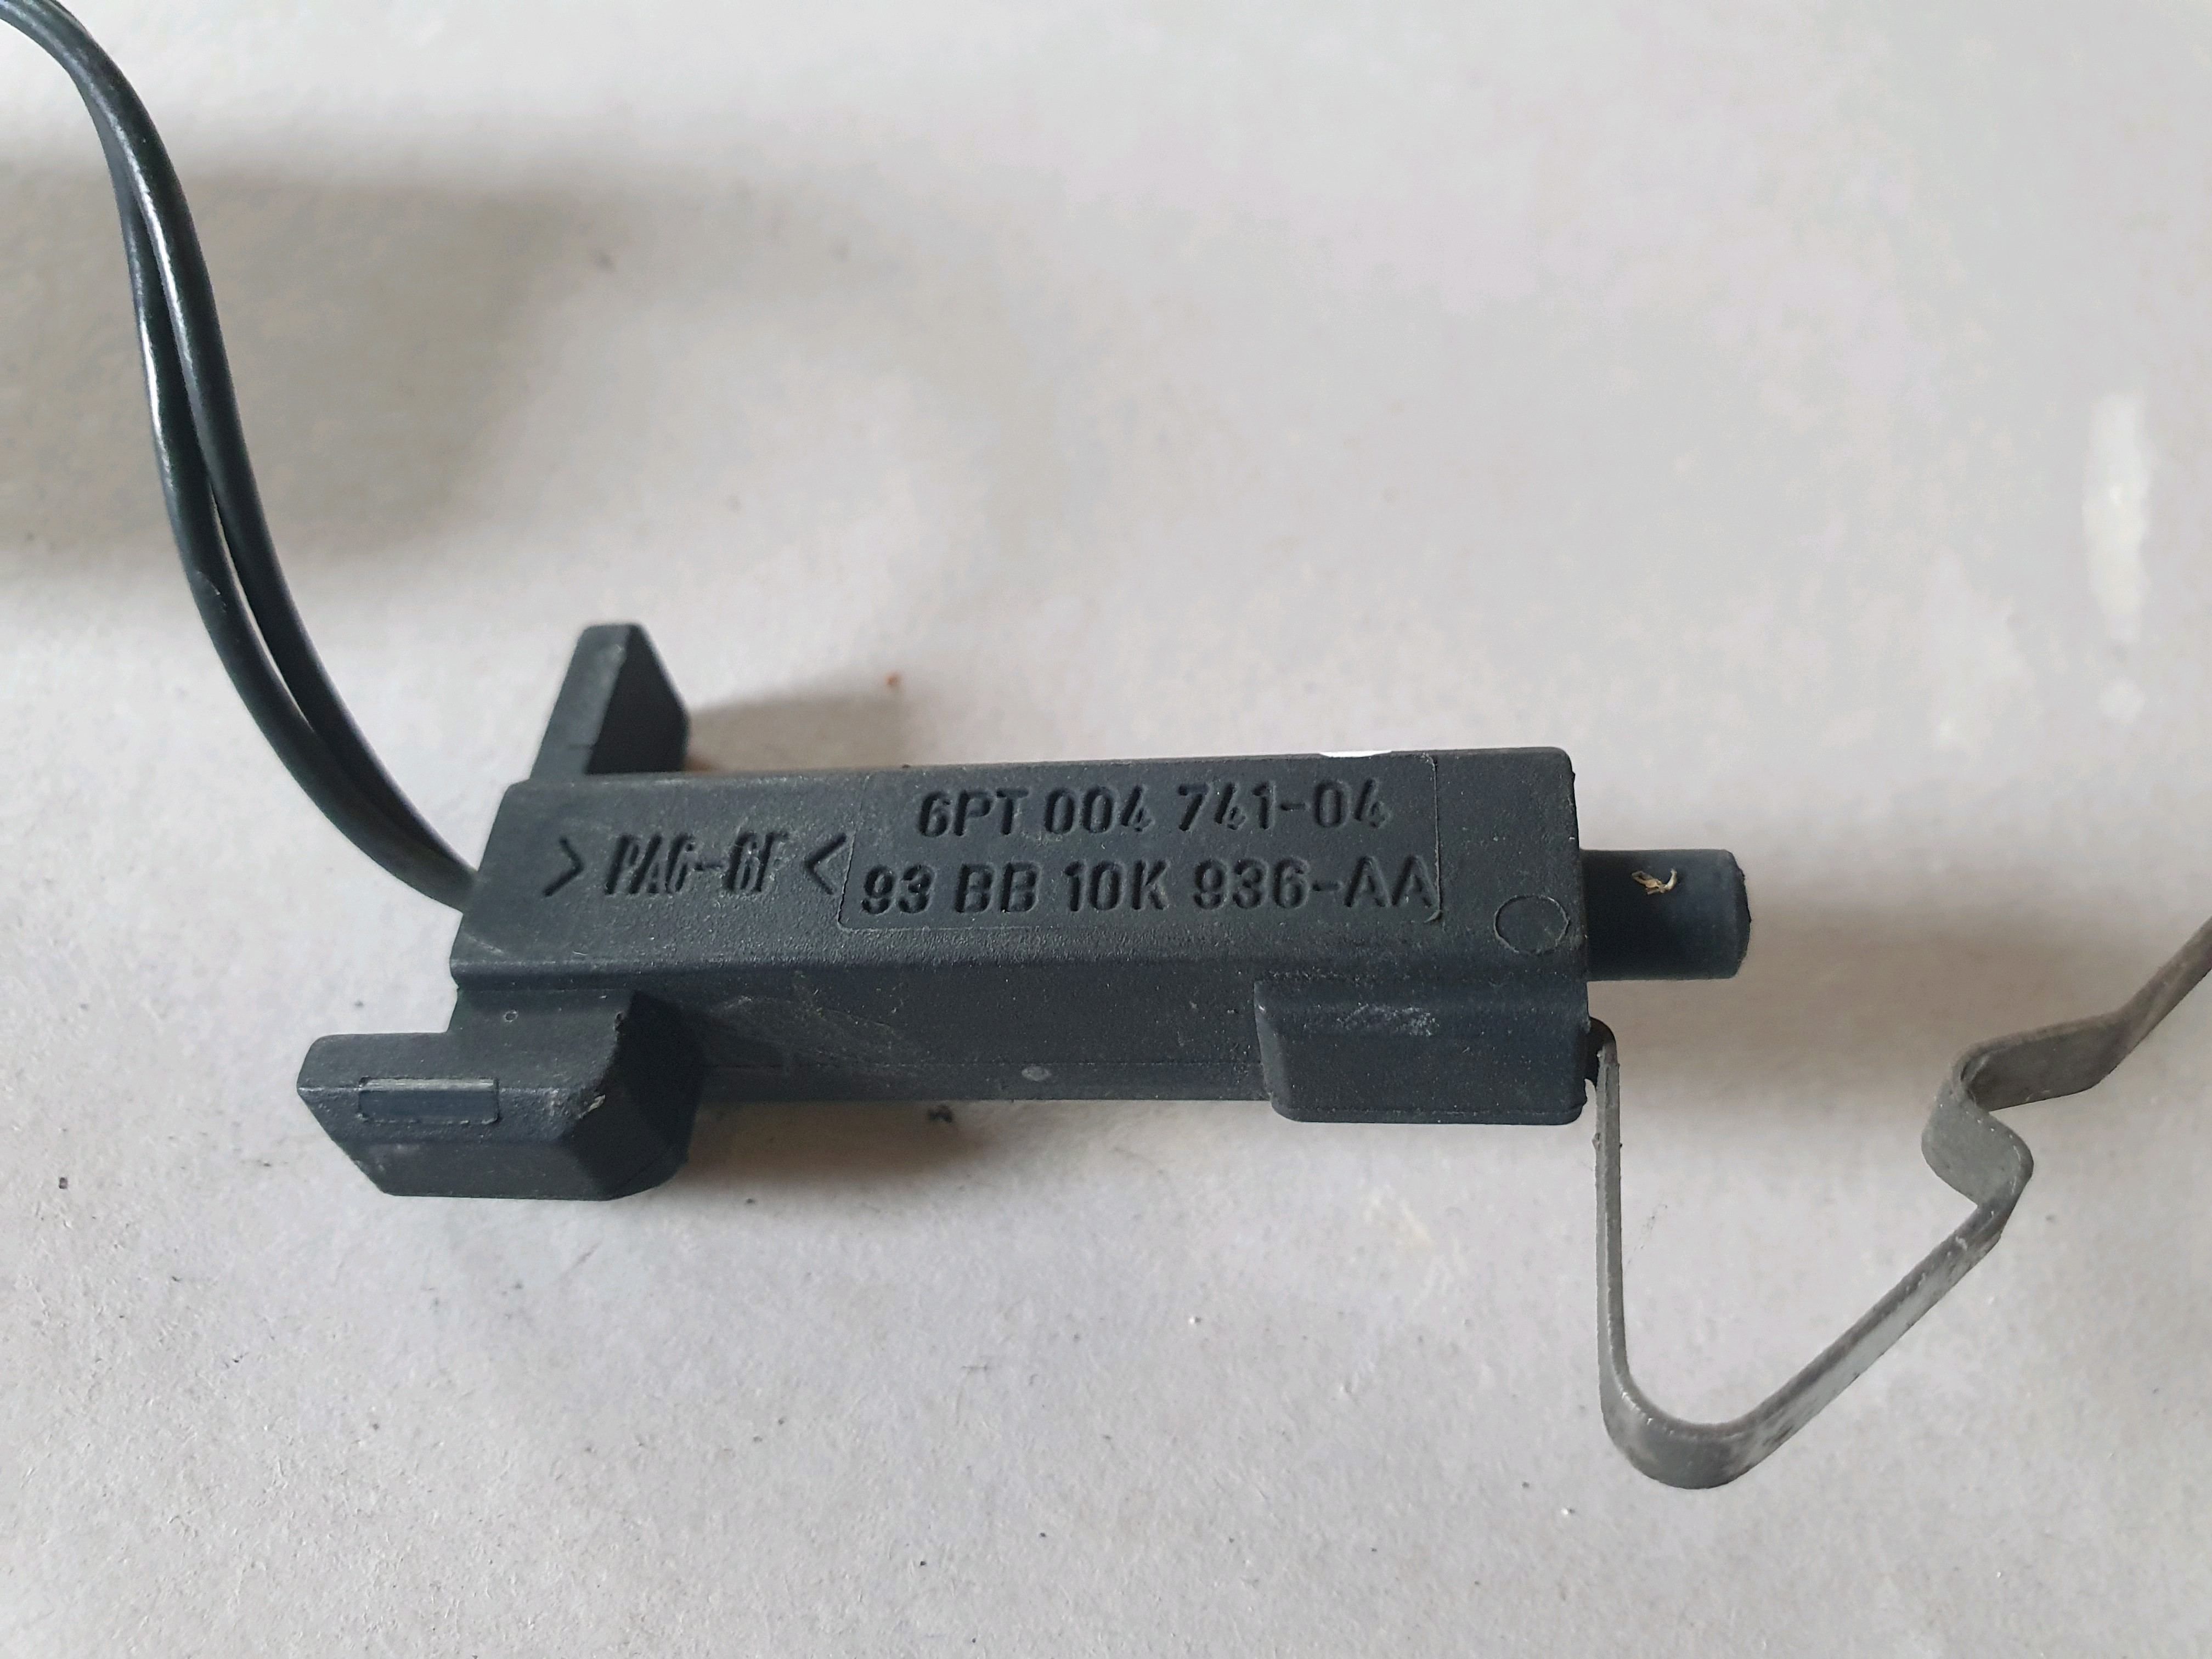 6PT 004 741-04
> PA6-GF < 93 BB 10K 936-AA